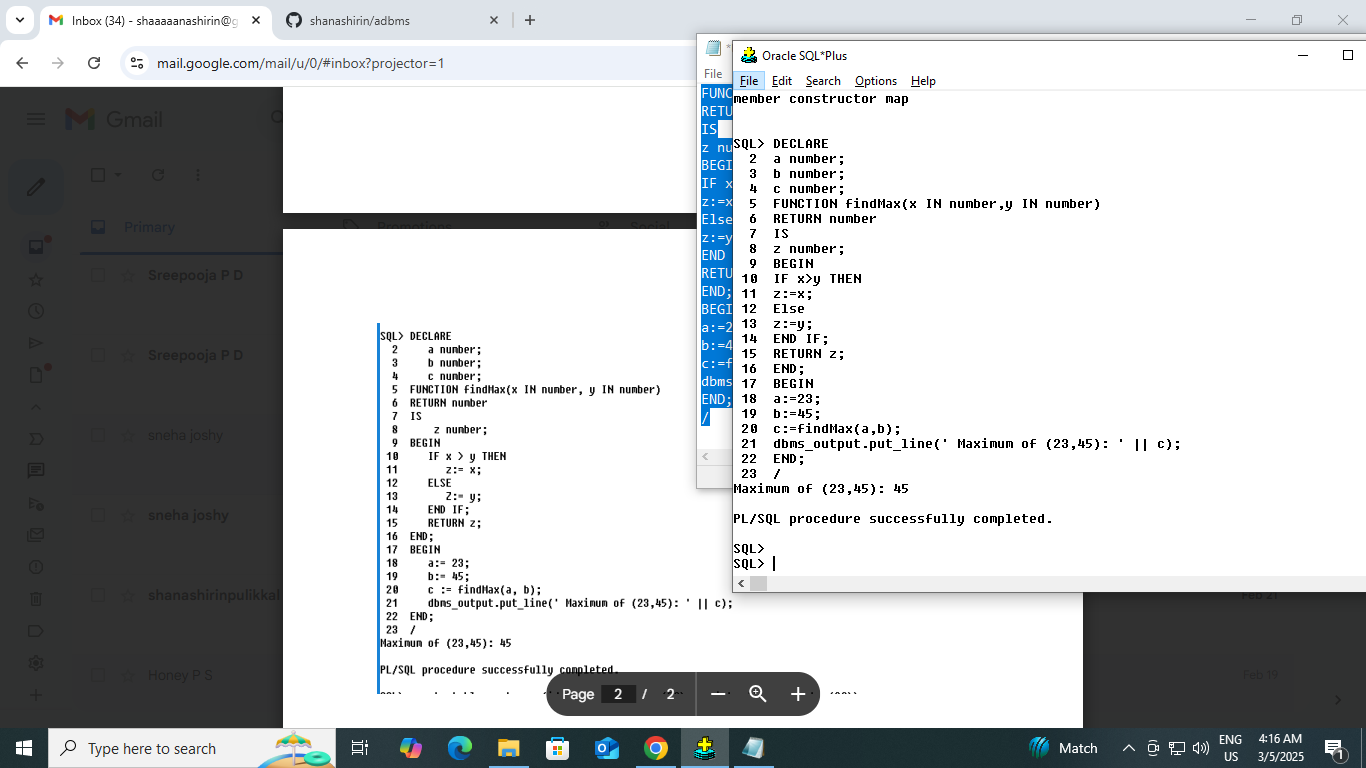 Inbox (34) - shaaaaanashirin@g
shanashirin/adbms
mail.google.com/mail/u/0/#inbox?projector=1
Gmail
Primary
Promotions
Social
Sreepooja P D
Sreepooja P D
sneha joshy
sneha joshy
shanashirinpulikkal
Honey P S
Feb 21
Feb 19
SQL> DECLARE
2 a number;
3 b number;
4 c number;
5 FUNCTION findMax(x IN number, y IN number)
6 RETURN number
7 IS
8 z number;
9 BEGIN
10 IF x > y THEN
11 z:= x;
12 ELSE
13 Z:= y;
14 END IF;
15 RETURN z;
16 END;
17 BEGIN
18 a:= 23;
19 b:= 45;
20 c := findMax(a, b);
21 dbms_output.put_line(' Maximum of (23,45): ' || c);
22 END;
23 /
Maximum of (23,45): 45
PL/SQL procedure successfully completed.
Page 2 / 2
File
FUNC
RETU
IS
z nu
BEGI
IF x
z:=x
Else
z:=y
END
RETU
END;
BEGI
a:=2
b:=4
c:=f
dbms
END;
/
Oracle SQL*Plus
File Edit Search Options Help
member constructor map
SQL> DECLARE
2 a number;
3 b number;
4 c number;
5 FUNCTION findMax(x IN number,y IN number)
6 RETURN number
7 IS
8 z number;
9 BEGIN
10 IF x>y THEN
11 z:=x;
12 Else
13 z:=y;
14 END IF;
15 RETURN z;
16 END;
17 BEGIN
18 a:=23;
19 b:=45;
20 c:=findMax(a,b);
21 dbms_output.put_line(' Maximum of (23,45): ' || c);
22 END;
23 /
Maximum of (23,45): 45
PL/SQL procedure successfully completed.
SQL>
SQL>
Type here to search
Match
ENG
US
4:16 AM
3/5/2025
1